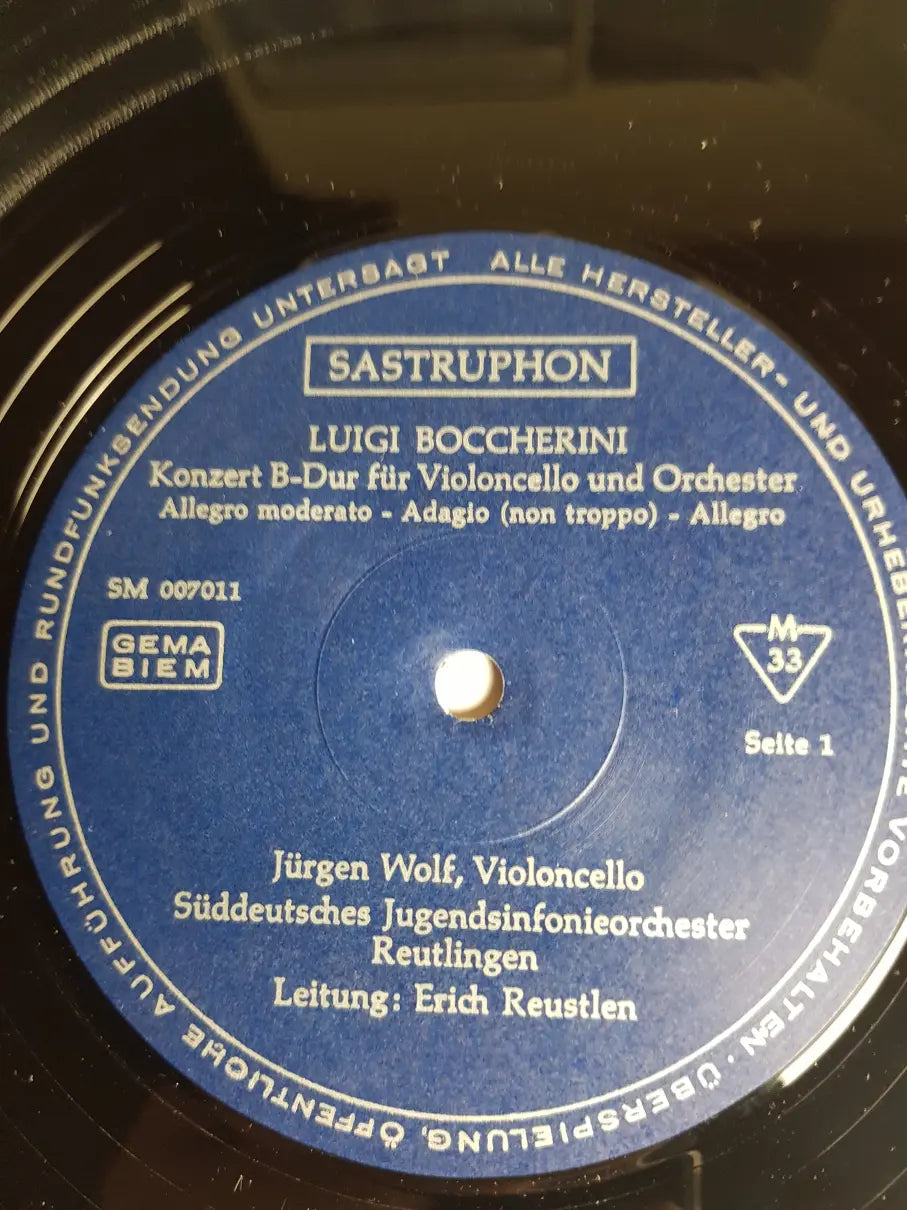 ALLE HERSTELLER- UND URHEBERRECHTE VORBEHALTEN · ÜBERSPIELUNG, ÖFFENTLICHE AUFFÜHRUNG UND RUNDFUNKSENDUNG UNTERSAGT
SASTRUPHON
LUIGI BOCCHERINI
Konzert B-Dur für Violoncello und Orchester
Allegro moderato - Adagio (non troppo) - Allegro
SM 007011
GEMA
BIEM
M
33
Seite 1
Jürgen Wolf, Violoncello
Süddeutsches Jugendsinfonieorchester
Reutlingen
Leitung: Erich Reustlen